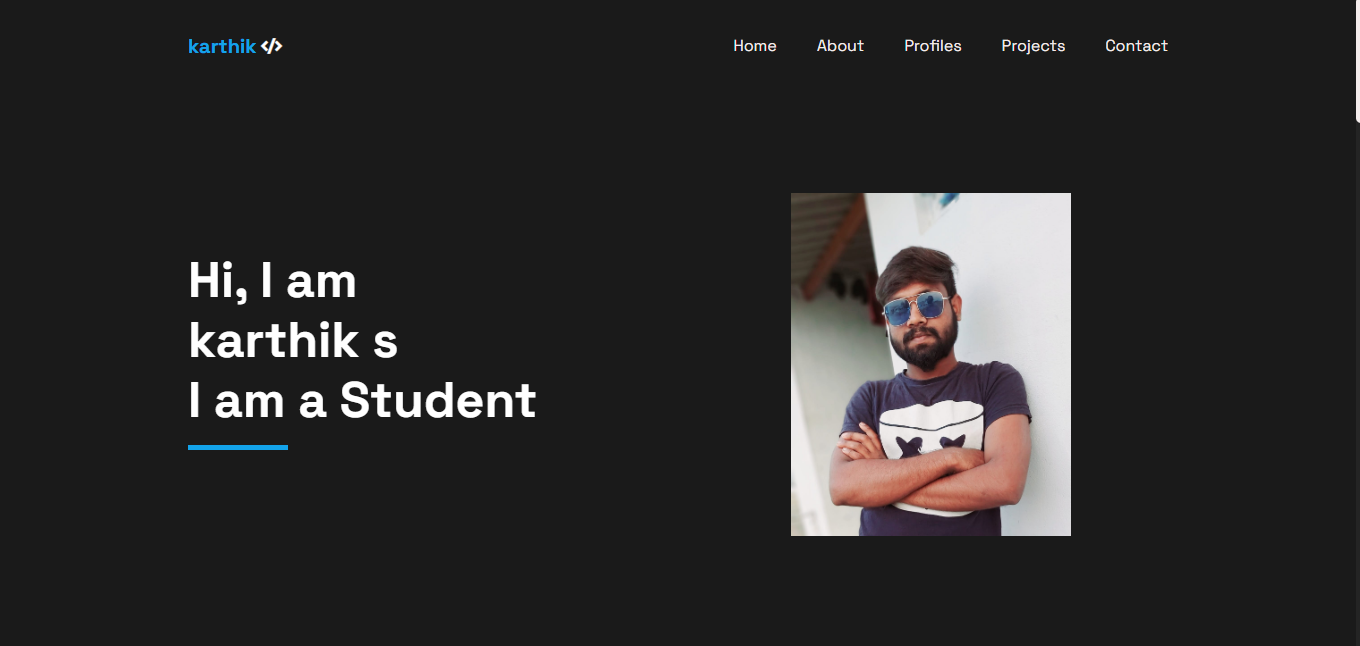 karthik
Home About Profiles Projects Contact
Hi, I am
karthik s
I am a Student